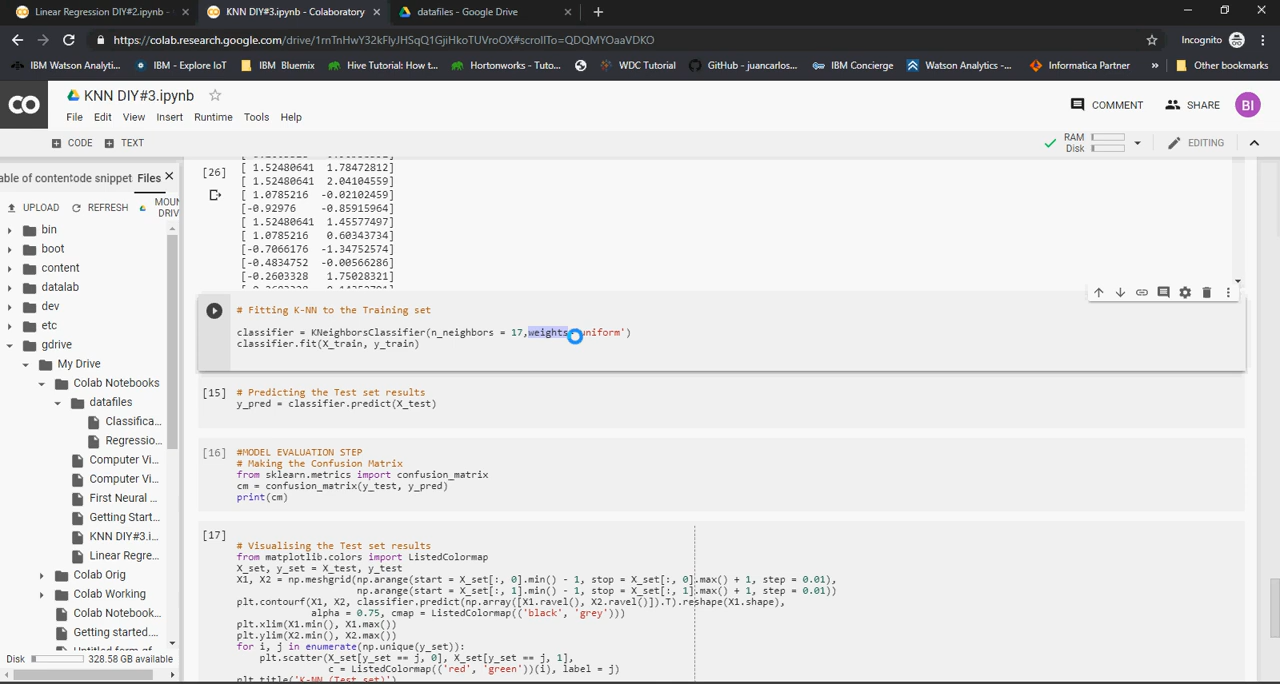 Linear Regression DIY#2.ipynb -
KNN DIY#3.ipynb - Colaboratory
datafiles - Google Drive
https://colab.research.google.com/drive/1rnTnHwY32kFlyJHSqQ1GjiHkoTUVroOX#scrollTo=QDQMYOaaVDKO
Incognito
IBM Watson Analyti...
IBM - Explore IoT
IBM Bluemix
Hive Tutorial: How t...
Hortonworks - Tuto...
WDC Tutorial
GitHub - juancarlos...
IBM Concierge
Watson Analytics -...
Informatica Partner
»
Other bookmarks
CO
KNN DIY#3.ipynb
COMMENT
SHARE
BI
File Edit View Insert Runtime Tools Help
CODE
TEXT
RAM
Disk
EDITING
able of content
ode snippet
Files
UPLOAD
REFRESH
MOUN
DRIV
bin
boot
content
datalab
dev
etc
gdrive
My Drive
Colab Notebooks
datafiles
Classifica...
Regressio...
Computer Vi...
Computer Vi...
First Neural ...
Getting Start...
KNN DIY#3.i...
Linear Regre...
Colab Orig
Colab Working
Colab Notebook...
Getting started....
Disk
328.58 GB available
[26]
[ 1.52480641 1.78472812]
[ 1.52480641 2.04104559]
[ 1.0785216 -0.02102459]
[-0.92976 -0.85915964]
[ 1.52480641 1.45577497]
[ 1.0785216 0.60343734]
[-0.7066176 -1.34752574]
[-0.4834752 -0.00566286]
[-0.2603328 1.75028321]
# Fitting K-NN to the Training set
classifier = KNeighborsClassifier(n_neighbors = 17,weights uniform')
classifier.fit(X_train, y_train)
[15]
# Predicting the Test set results
y_pred = classifier.predict(X_test)
[16]
#MODEL EVALUATION STEP
# Making the Confusion Matrix
from sklearn.metrics import confusion_matrix
cm = confusion_matrix(y_test, y_pred)
print(cm)
[17]
# Visualising the Test set results
from matplotlib.colors import ListedColormap
X_set, y_set = X_test, y_test
X1, X2 = np.meshgrid(np.arange(start = X_set[:, 0].min() - 1, stop = X_set[:, 0].max() + 1, step = 0.01),
np.arange(start = X_set[:, 1].min() - 1, stop = X_set[:, 1].max() + 1, step = 0.01))
plt.contourf(X1, X2, classifier.predict(np.array([X1.ravel(), X2.ravel()]).T).reshape(X1.shape),
alpha = 0.75, cmap = ListedColormap(('black', 'grey')))
plt.xlim(X1.min(), X1.max())
plt.ylim(X2.min(), X2.max())
for i, j in enumerate(np.unique(y_set)):
plt.scatter(X_set[y_set == j, 0], X_set[y_set == j, 1],
c = ListedColormap(('red', 'green'))(i), label = j)
plt.title('K-NN (Test set)')